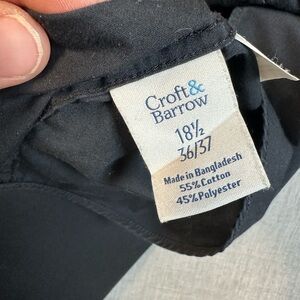 Croft&
Barrow
18½
36/37
Made in Bangladesh
55% Cotton
45% Polyester